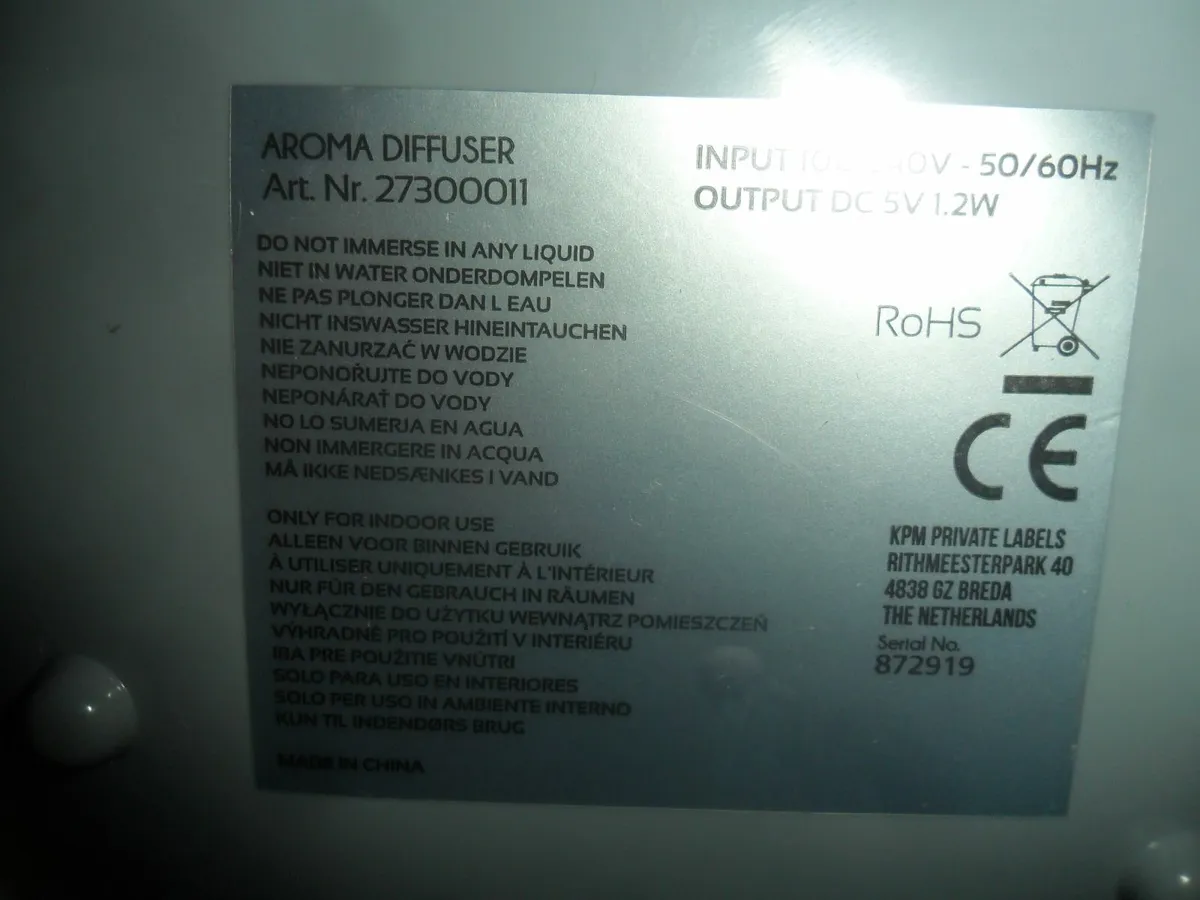 AROMA DIFFUSER
Art. Nr. 27300011
INPUT 100-240V - 50/60Hz
OUTPUT DC 5V 1.2W
DO NOT IMMERSE IN ANY LIQUID
NIET IN WATER ONDERDOMPELEN
NE PAS PLONGER DAN L EAU
NICHT INSWASSER HINEINTAUCHEN
NIE ZANURZAĆ W WODZIE
NEPONOŘUJTE DO VODY
NEPONÁRAŤ DO VODY
NO LO SUMERJA EN AGUA
NON IMMERGERE IN ACQUA
MÅ IKKE NEDSÆNKES I VAND
RoHS
CE
ONLY FOR INDOOR USE
ALLEEN VOOR BINNEN GEBRUIK
À UTILISER UNIQUEMENT À L'INTÉRIEUR
NUR FÜR DEN GEBRAUCH IN RÄUMEN
WYŁĄCZNIE DO UŻYTKU WEWNĄTRZ POMIESZCZEŃ
VÝHRADNĚ PRO POUŽITÍ V INTERIÉRU
IBA PRE POUŽITIE VNÚTRI
SOLO PARA USO EN INTERIORES
SOLO PER USO IN AMBIENTE INTERNO
KUN TIL INDENDØRS BRUG
MADE IN CHINA
KPM PRIVATE LABELS
RITHMEESTERPARK 40
4838 GZ BREDA
THE NETHERLANDS
Serial No.
872919